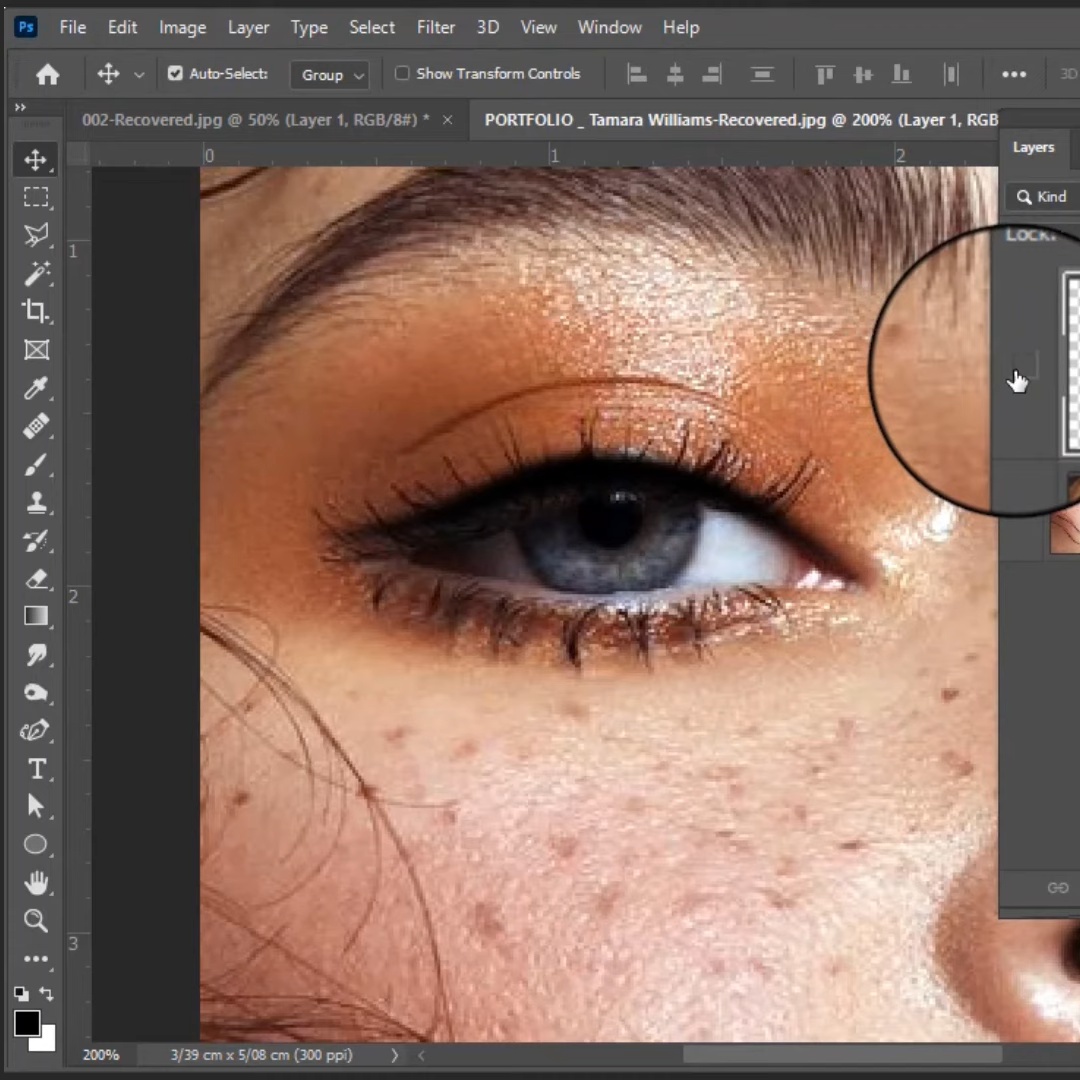 Ps File Edit Image Layer Type Select Filter 3D View Window Help
Auto-Select: Group Show Transform Controls 3D
002-Recovered.jpg @ 50% (Layer 1, RGB/8#) * × PORTFOLIO _ Tamara Williams-Recovered.jpg @ 200% (Layer 1, RGB
0 1 2
Layers
Kind
Lock:
1
2
3
200% 3/39 cm x 5/08 cm (300 ppi)